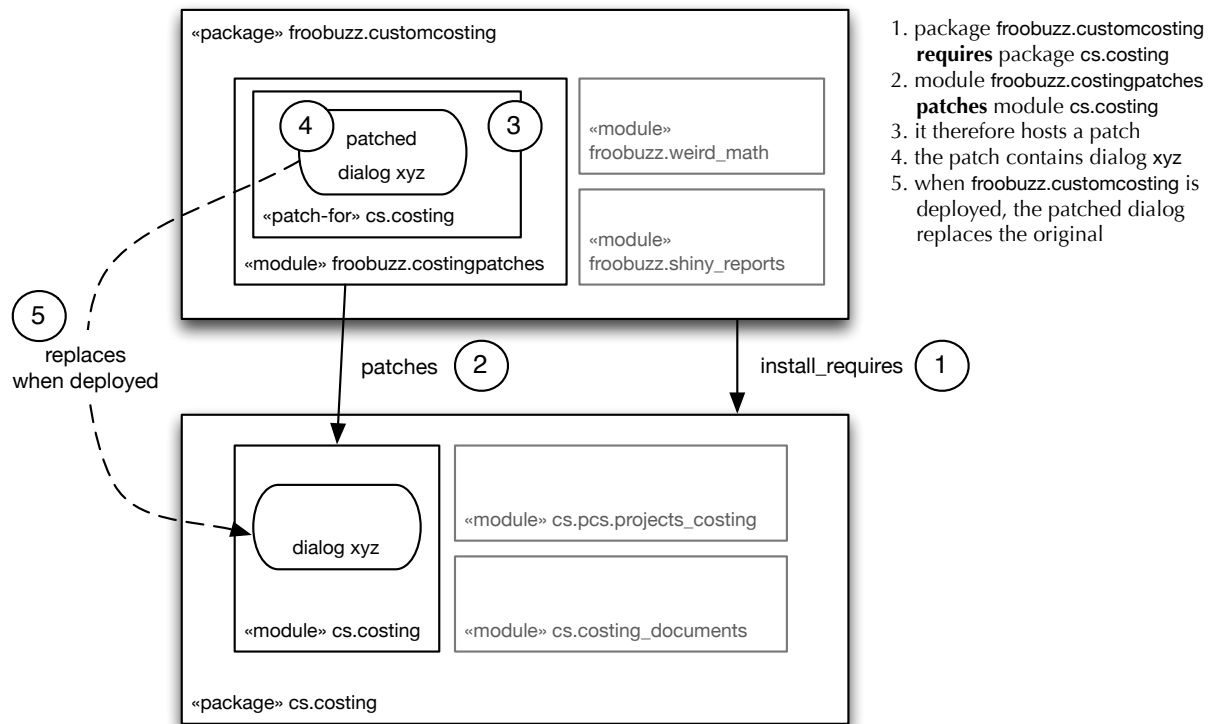 «package» froobuzz.customcosting
4
patched
dialog xyz
3
«patch-for» cs.costing
«module» froobuzz.costingpatches
«module»
froobuzz.weird_math
«module»
froobuzz.shiny_reports
5
replaces
when deployed
patches
2
install_requires
1
dialog xyz
«module» cs.costing
«module» cs.pcs.projects_costing
«module» cs.costing_documents
«package» cs.costing
1. package froobuzz.customcosting
requires package cs.costing
2. module froobuzz.costingpatches
patches module cs.costing
3. it therefore hosts a patch
4. the patch contains dialog xyz
5. when froobuzz.customcosting is
deployed, the patched dialog
replaces the original